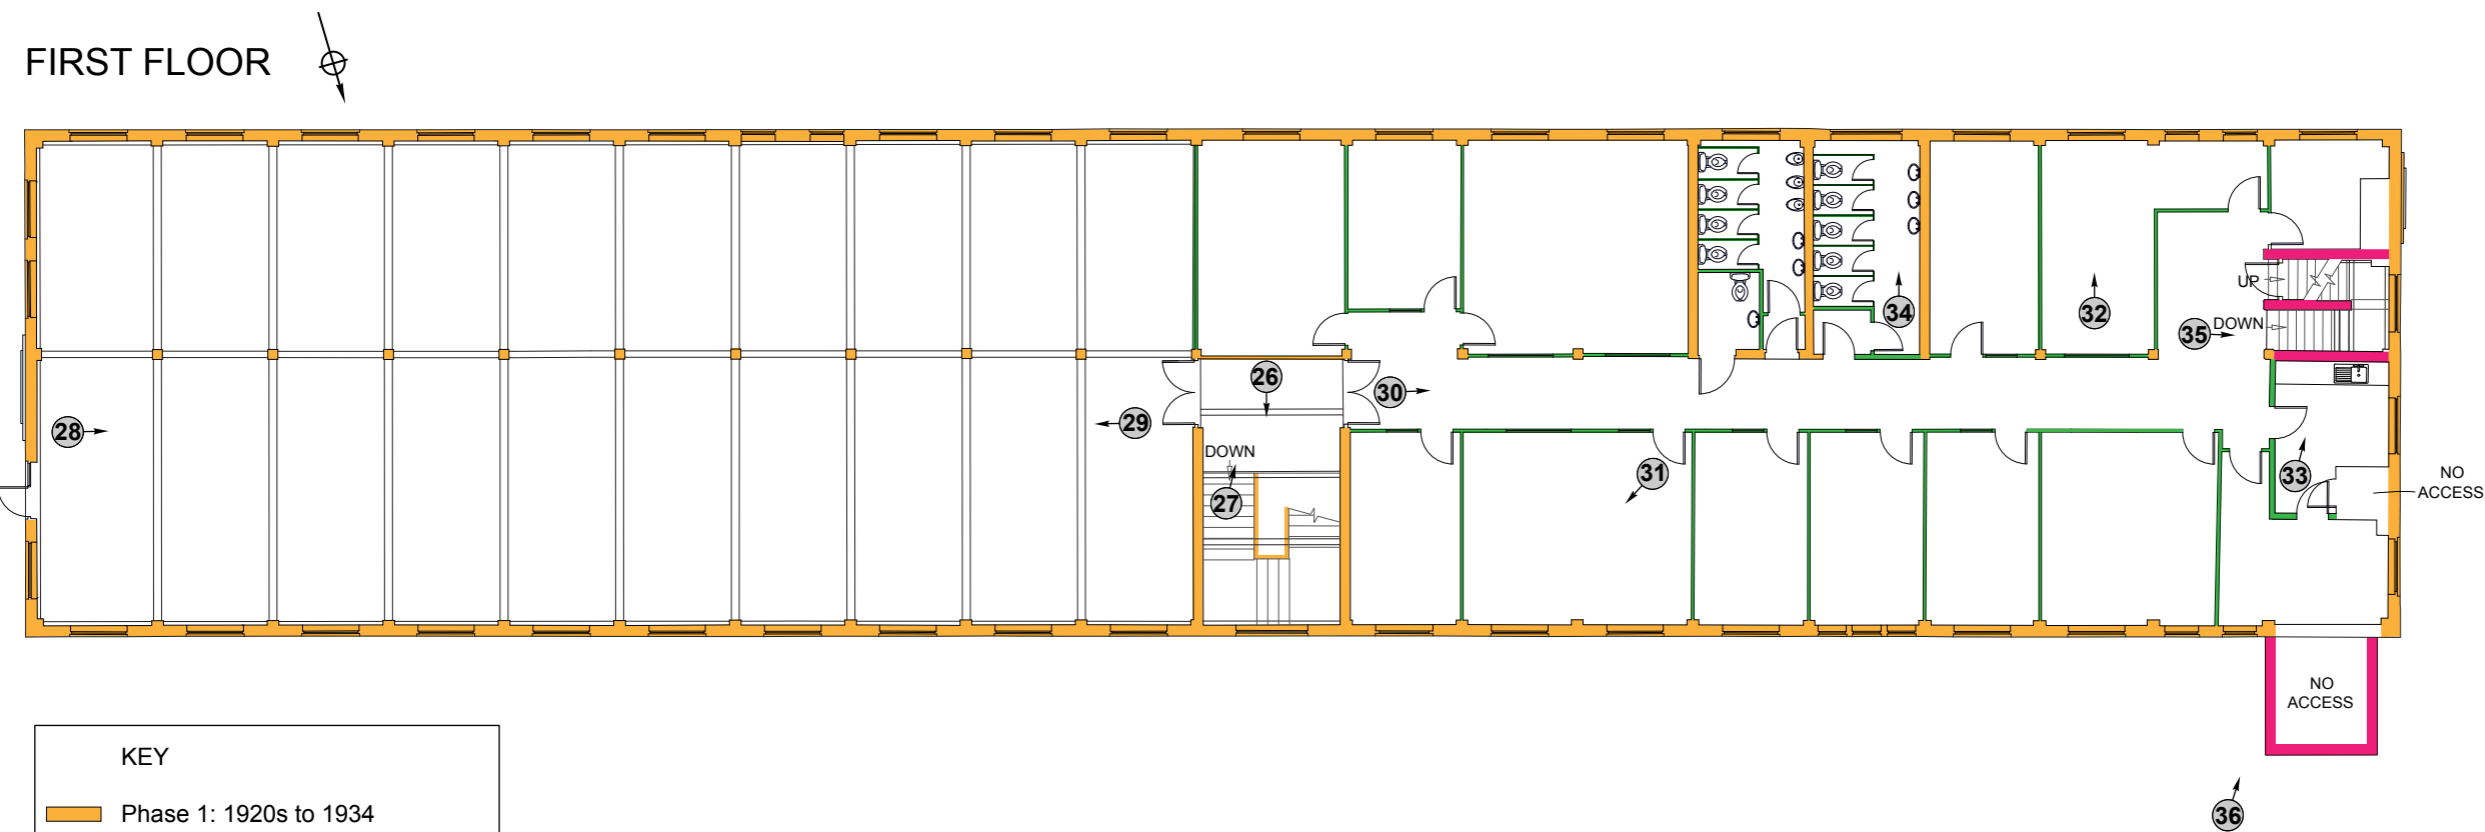 FIRST FLOOR
34
32
UP
35
DOWN
26
30
28
29
DOWN
27
31
33
NO
ACCESS
NO
ACCESS
KEY
Phase 1: 1920s to 1934
36